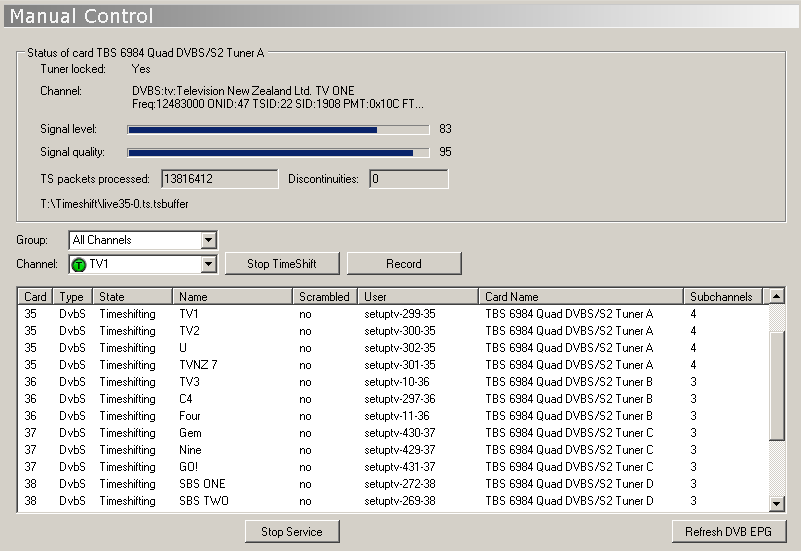 Manual Control
Status of card TBS 6984 Quad DVBS/S2 Tuner A
Tuner locked: Yes
Channel: DVBS:tv:Television New Zealand Ltd. TV ONE
Freq:12483000 ONID:47 TSID:22 SID:1908 PMT:0x10C FT...
Signal level: 83
Signal quality: 95
TS packets processed: 13816412 Discontinuities: 0
T:\Timeshift\live35-0.ts.tsbuffer
Group: All Channels
Channel: T TV1 Stop TimeShift Record
Card Type State Name Scrambled User Card Name Subchannels
35 DvbS Timeshifting TV1 no setuptv-299-35 TBS 6984 Quad DVBS/S2 Tuner A 4
35 DvbS Timeshifting TV2 no setuptv-300-35 TBS 6984 Quad DVBS/S2 Tuner A 4
35 DvbS Timeshifting U no setuptv-302-35 TBS 6984 Quad DVBS/S2 Tuner A 4
35 DvbS Timeshifting TVNZ 7 no setuptv-301-35 TBS 6984 Quad DVBS/S2 Tuner A 4
36 DvbS Timeshifting TV3 no setuptv-10-36 TBS 6984 Quad DVBS/S2 Tuner B 3
36 DvbS Timeshifting C4 no setuptv-297-36 TBS 6984 Quad DVBS/S2 Tuner B 3
36 DvbS Timeshifting Four no setuptv-11-36 TBS 6984 Quad DVBS/S2 Tuner B 3
37 DvbS Timeshifting Gem no setuptv-430-37 TBS 6984 Quad DVBS/S2 Tuner C 3
37 DvbS Timeshifting Nine no setuptv-429-37 TBS 6984 Quad DVBS/S2 Tuner C 3
37 DvbS Timeshifting GO! no setuptv-431-37 TBS 6984 Quad DVBS/S2 Tuner C 3
38 DvbS Timeshifting SBS ONE no setuptv-272-38 TBS 6984 Quad DVBS/S2 Tuner D 3
38 DvbS Timeshifting SBS TWO no setuptv-269-38 TBS 6984 Quad DVBS/S2 Tuner D 3
Stop Service Refresh DVB EPG